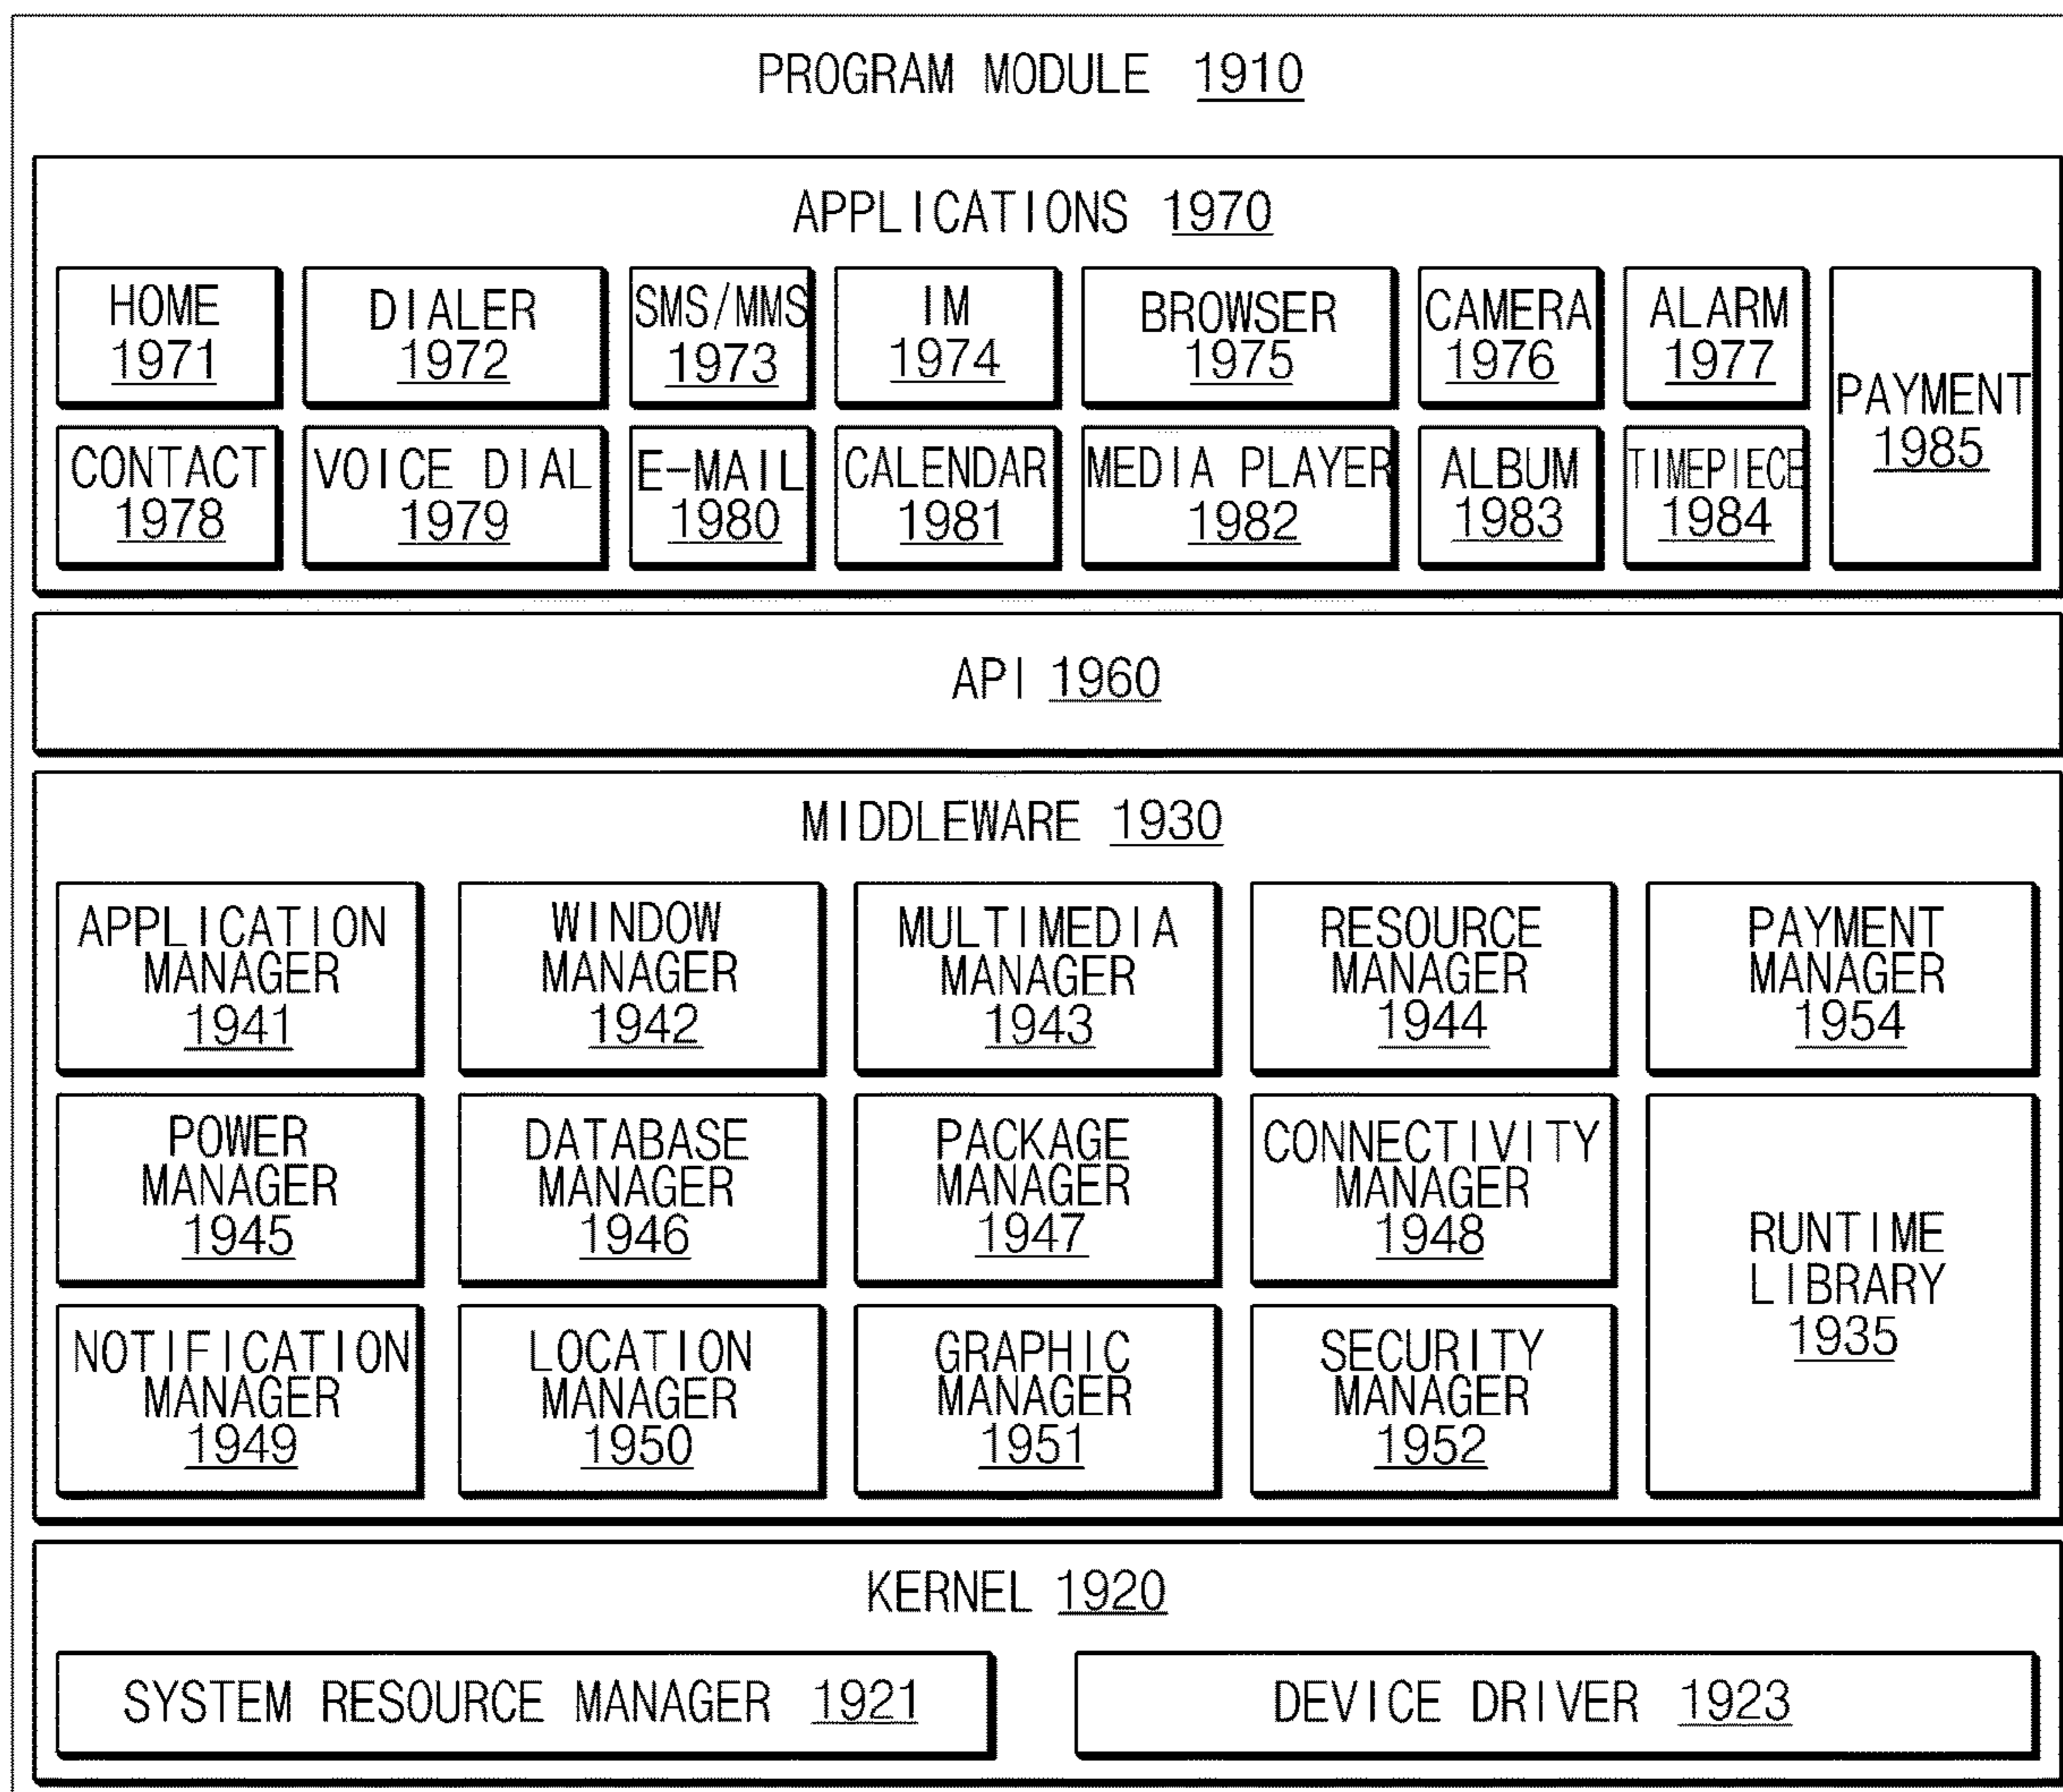 PROGRAM MODULE 1910
APPLICATIONS 1970
HOME
1971
DIALER
1972
SMS/MMS
1973
IM
1974
BROWSER
1975
CAMERA
1976
ALARM
1977
PAYMENT
1985
CONTACT
1978
VOICE DIAL
1979
E-MAIL
1980
CALENDAR
1981
MEDIA PLAYER
1982
ALBUM
1983
TIMEPIECE
1984
API 1960
MIDDLEWARE 1930
APPLICATION
MANAGER
1941
WINDOW
MANAGER
1942
MULTIMEDIA
MANAGER
1943
RESOURCE
MANAGER
1944
PAYMENT
MANAGER
1954
POWER
MANAGER
1945
DATABASE
MANAGER
1946
PACKAGE
MANAGER
1947
CONNECTIVITY
MANAGER
1948
RUNTIME
LIBRARY
1935
NOTIFICATION
MANAGER
1949
LOCATION
MANAGER
1950
GRAPHIC
MANAGER
1951
SECURITY
MANAGER
1952
KERNEL 1920
SYSTEM RESOURCE MANAGER 1921
DEVICE DRIVER 1923